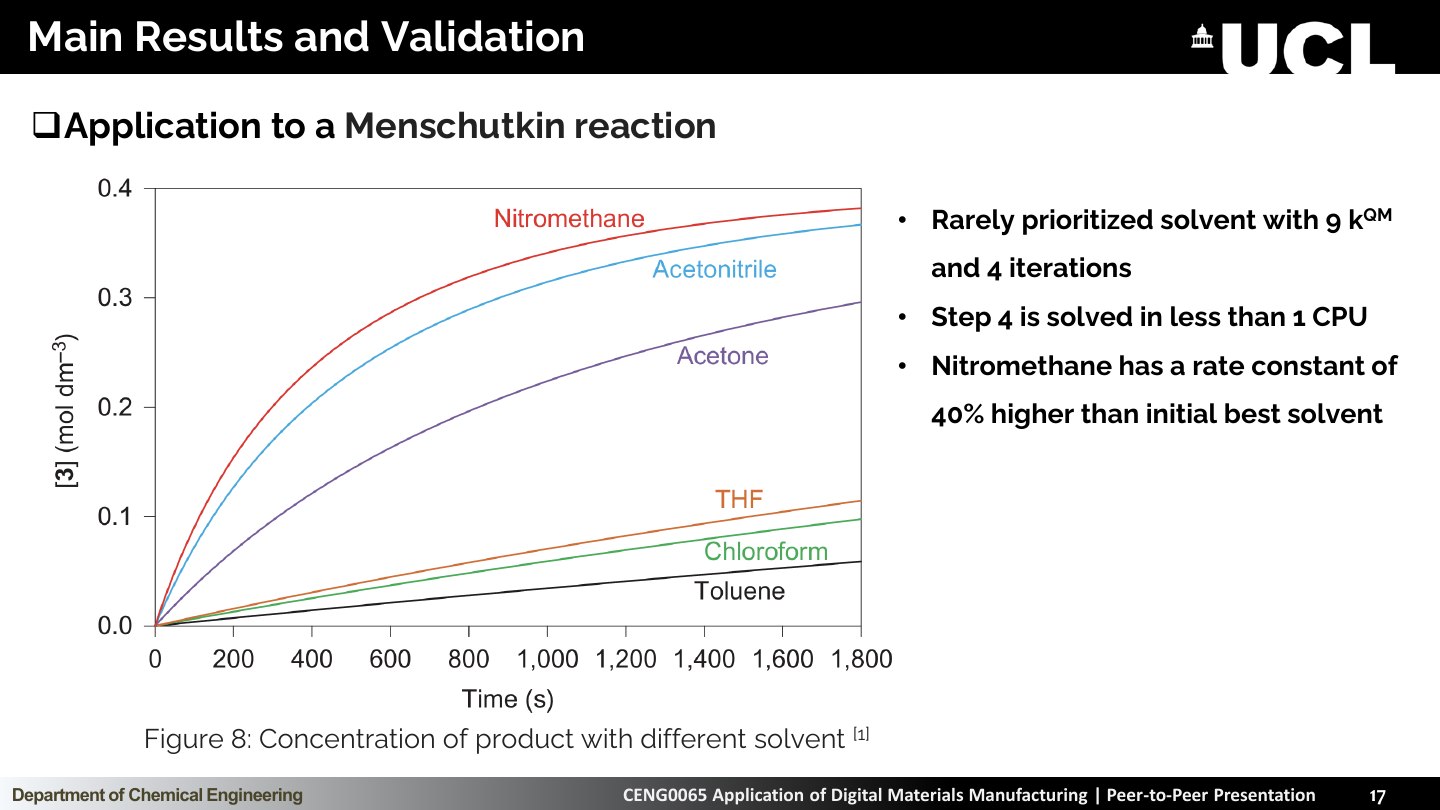 Main Results and Validation
UCL
❑Application to a Menschutkin reaction
0.4
0.3
0.2
0.1
0.0
[3] (mol dm–3)
Nitromethane
Acetonitrile
Acetone
THF
Chloroform
Toluene
0 200 400 600 800 1,000 1,200 1,400 1,600 1,800
Time (s)
Figure 8: Concentration of product with different solvent [1]
• Rarely prioritized solvent with 9 kQM
and 4 iterations
• Step 4 is solved in less than 1 CPU
• Nitromethane has a rate constant of
40% higher than initial best solvent
Department of Chemical Engineering
CENG0065 Application of Digital Materials Manufacturing | Peer-to-Peer Presentation 17